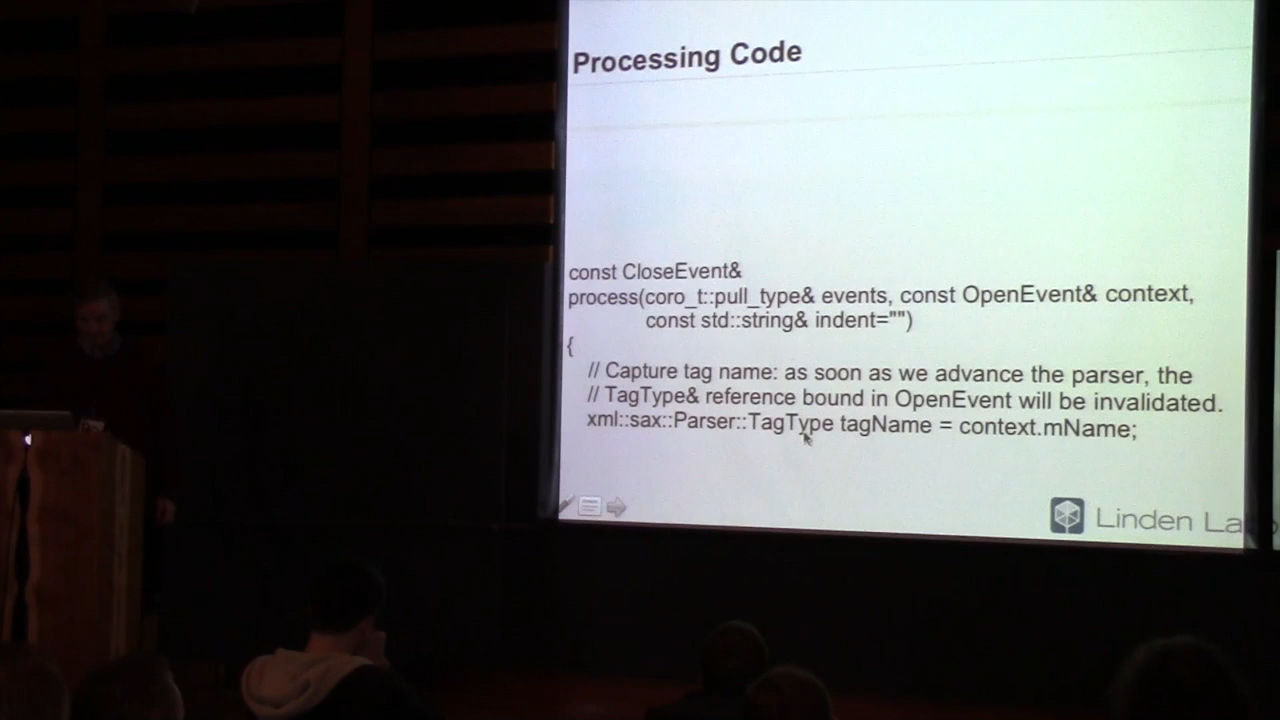 Processing Code
const CloseEvent&
process(coro_t::pull_type& events, const OpenEvent& context,
const std::string& indent="")
{
// Capture tag name: as soon as we advance the parser, the
// TagType& reference bound in OpenEvent will be invalidated.
xml::sax::Parser::TagType tagName = context.mName;
Linden Lab